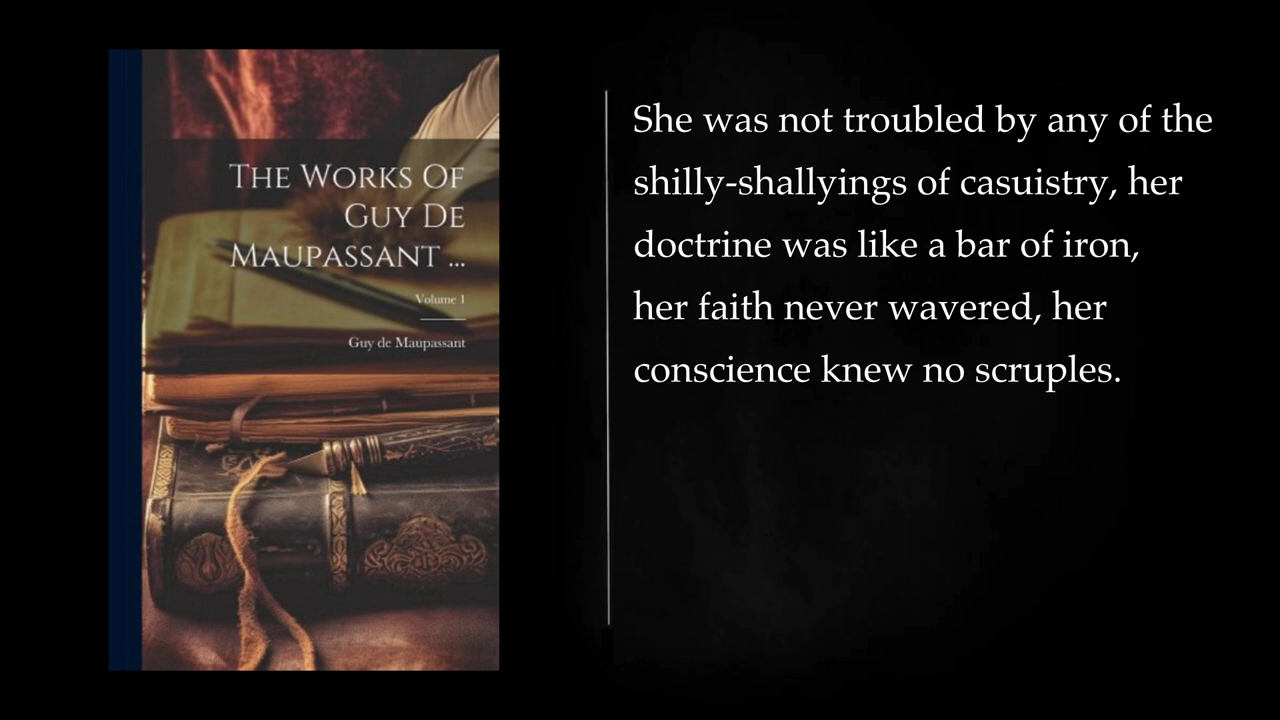 The Works Of
Guy De
Maupassant ...
Volume 1
Guy de Maupassant
She was not troubled by any of the
shilly-shallyings of casuistry, her
doctrine was like a bar of iron,
her faith never wavered, her
conscience knew no scruples.